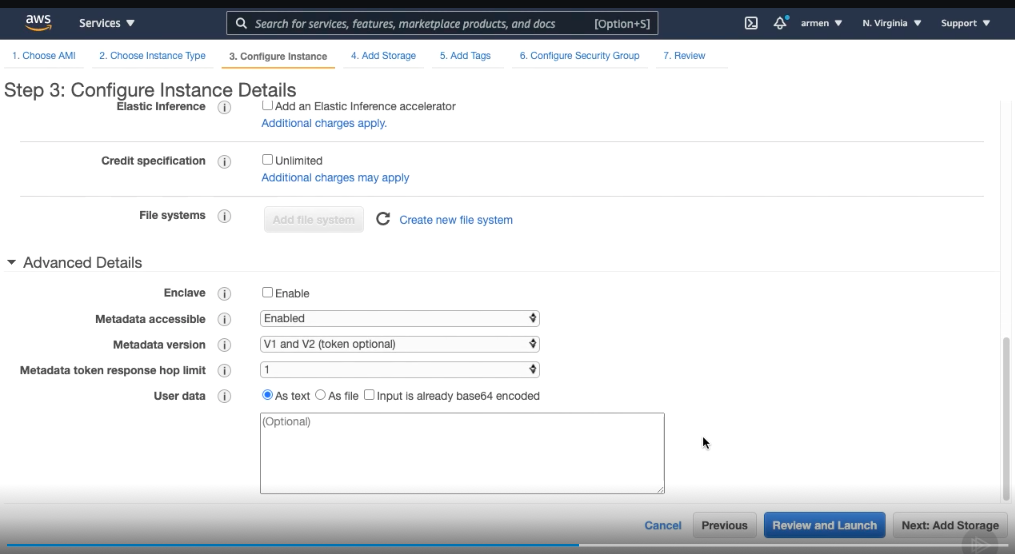 aws Services Search for services, features, marketplace products, and docs [Option+S] armen N. Virginia Support
1. Choose AMI 2. Choose Instance Type 3. Configure Instance 4. Add Storage 5. Add Tags 6. Configure Security Group 7. Review
Step 3: Configure Instance Details
Elastic Inference i Add an Elastic Inference accelerator
Additional charges apply.
Credit specification i Unlimited
Additional charges may apply
File systems i Add file system Create new file system
Advanced Details
Enclave i Enable
Metadata accessible i Enabled
Metadata version i V1 and V2 (token optional)
Metadata token response hop limit i 1
User data i As text As file Input is already base64 encoded
(Optional)
Cancel Previous Review and Launch Next: Add Storage